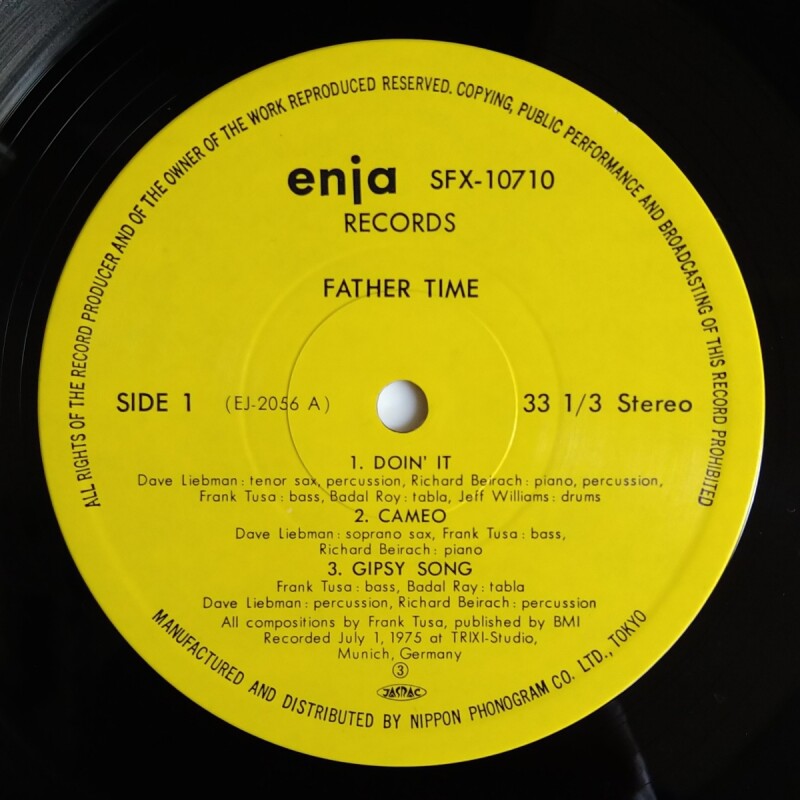 ALL RIGHTS OF THE RECORD PRODUCER AND OF THE OWNER OF THE WORK REPRODUCED RESERVED. COPYING, PUBLIC PERFORMANCE AND BROADCASTING OF THIS RECORD PROHIBITED
enja SFX-10710
RECORDS
FATHER TIME
SIDE 1 (EJ-2056 A) 33 1/3 Stereo
1. DOIN' IT
Dave Liebman : tenor sax, percussion, Richard Beirach : piano, percussion,
Frank Tusa : bass, Badal Roy : tabla, Jeff Williams : drums
2. CAMEO
Dave Liebman : soprano sax, Frank Tusa : bass,
Richard Beirach : piano
3. GIPSY SONG
Frank Tusa : bass, Badal Ray : tabla
Dave Liebman : percussion, Richard Beirach : percussion
All compositions by Frank Tusa, published by BMI
Recorded July 1, 1975 at TRIXI-Studio,
Munich, Germany
③
JASRAC
MANUFACTURED AND DISTRIBUTED BY NIPPON PHONOGRAM CO. LTD., TOKYO